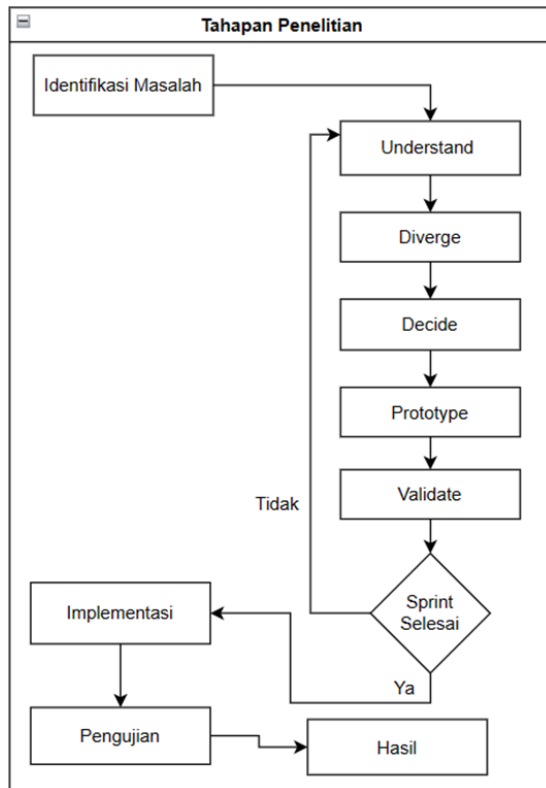 Tahapan Penelitian
Identifikasi Masalah
Understand
Diverge
Decide
Prototype
Validate
Tidak
Sprint
Selesai
Implementasi
Ya
Pengujian
Hasil